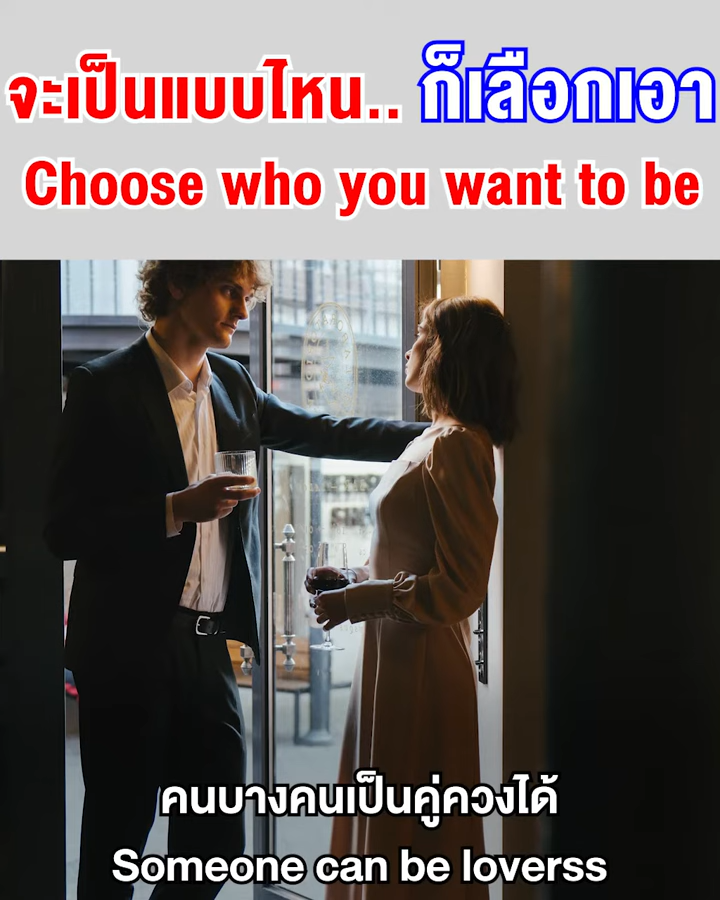 จะเป็นแบบไหน.. ก็เลือกเอา
Choose who you want to be
คนบางคนเป็นคู่ควงได้
Someone can be loverss